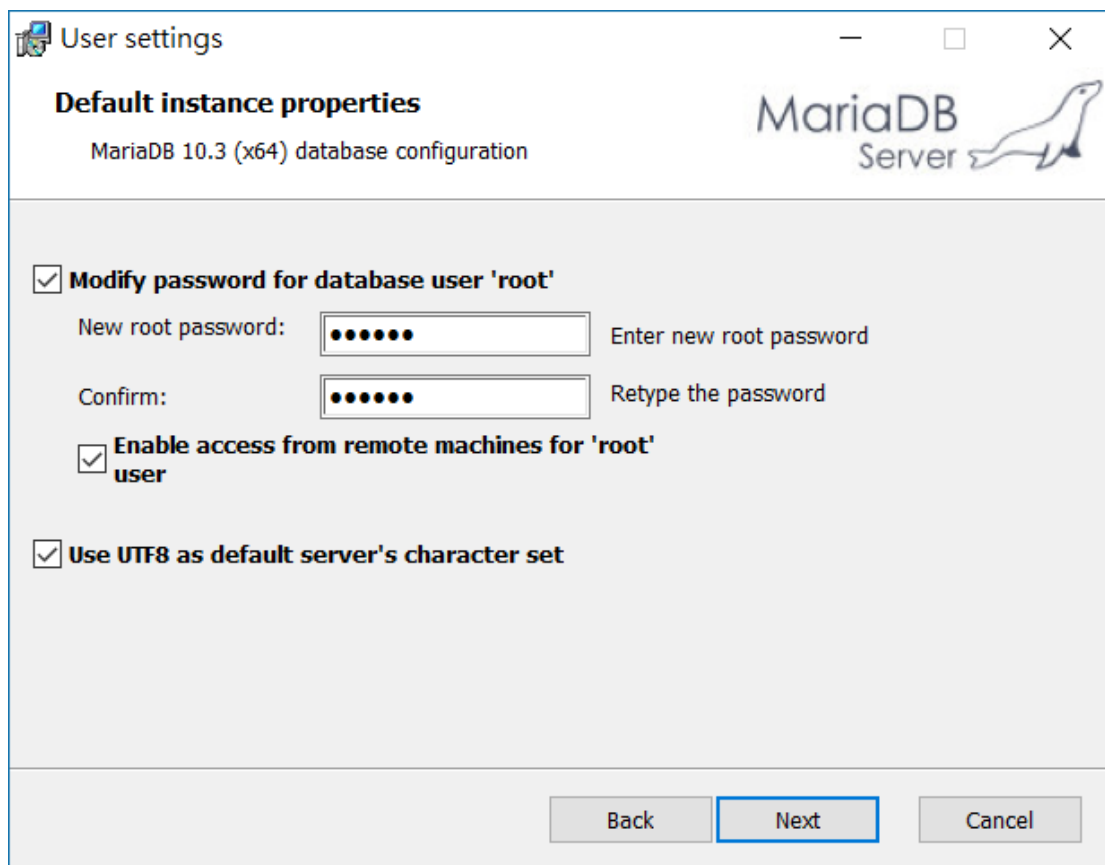 User settings
Default instance properties
MariaDB 10.3 (x64) database configuration
MariaDB
Server
Modify password for database user 'root'
New root password: ●●●●●● Enter new root password
Confirm: ●●●●●● Retype the password
Enable access from remote machines for 'root'
user
Use UTF8 as default server's character set
Back Next Cancel